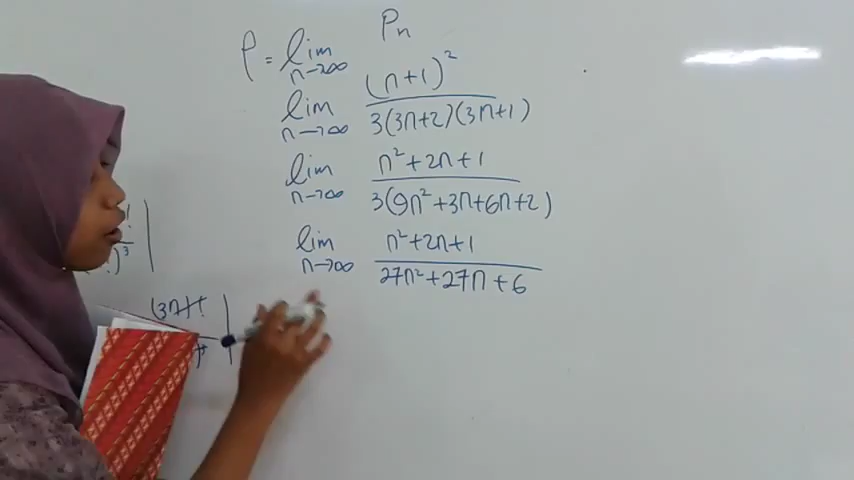 ρ = lim n→∞ Pn
lim n→∞ (n+1)² / 3(3n+2)(3n+1)
lim n→∞ n²+2n+1 / 3(9n²+3n+6n+2)
lim n→∞ n²+2n+1 / 27n²+27n+6
(3n)!